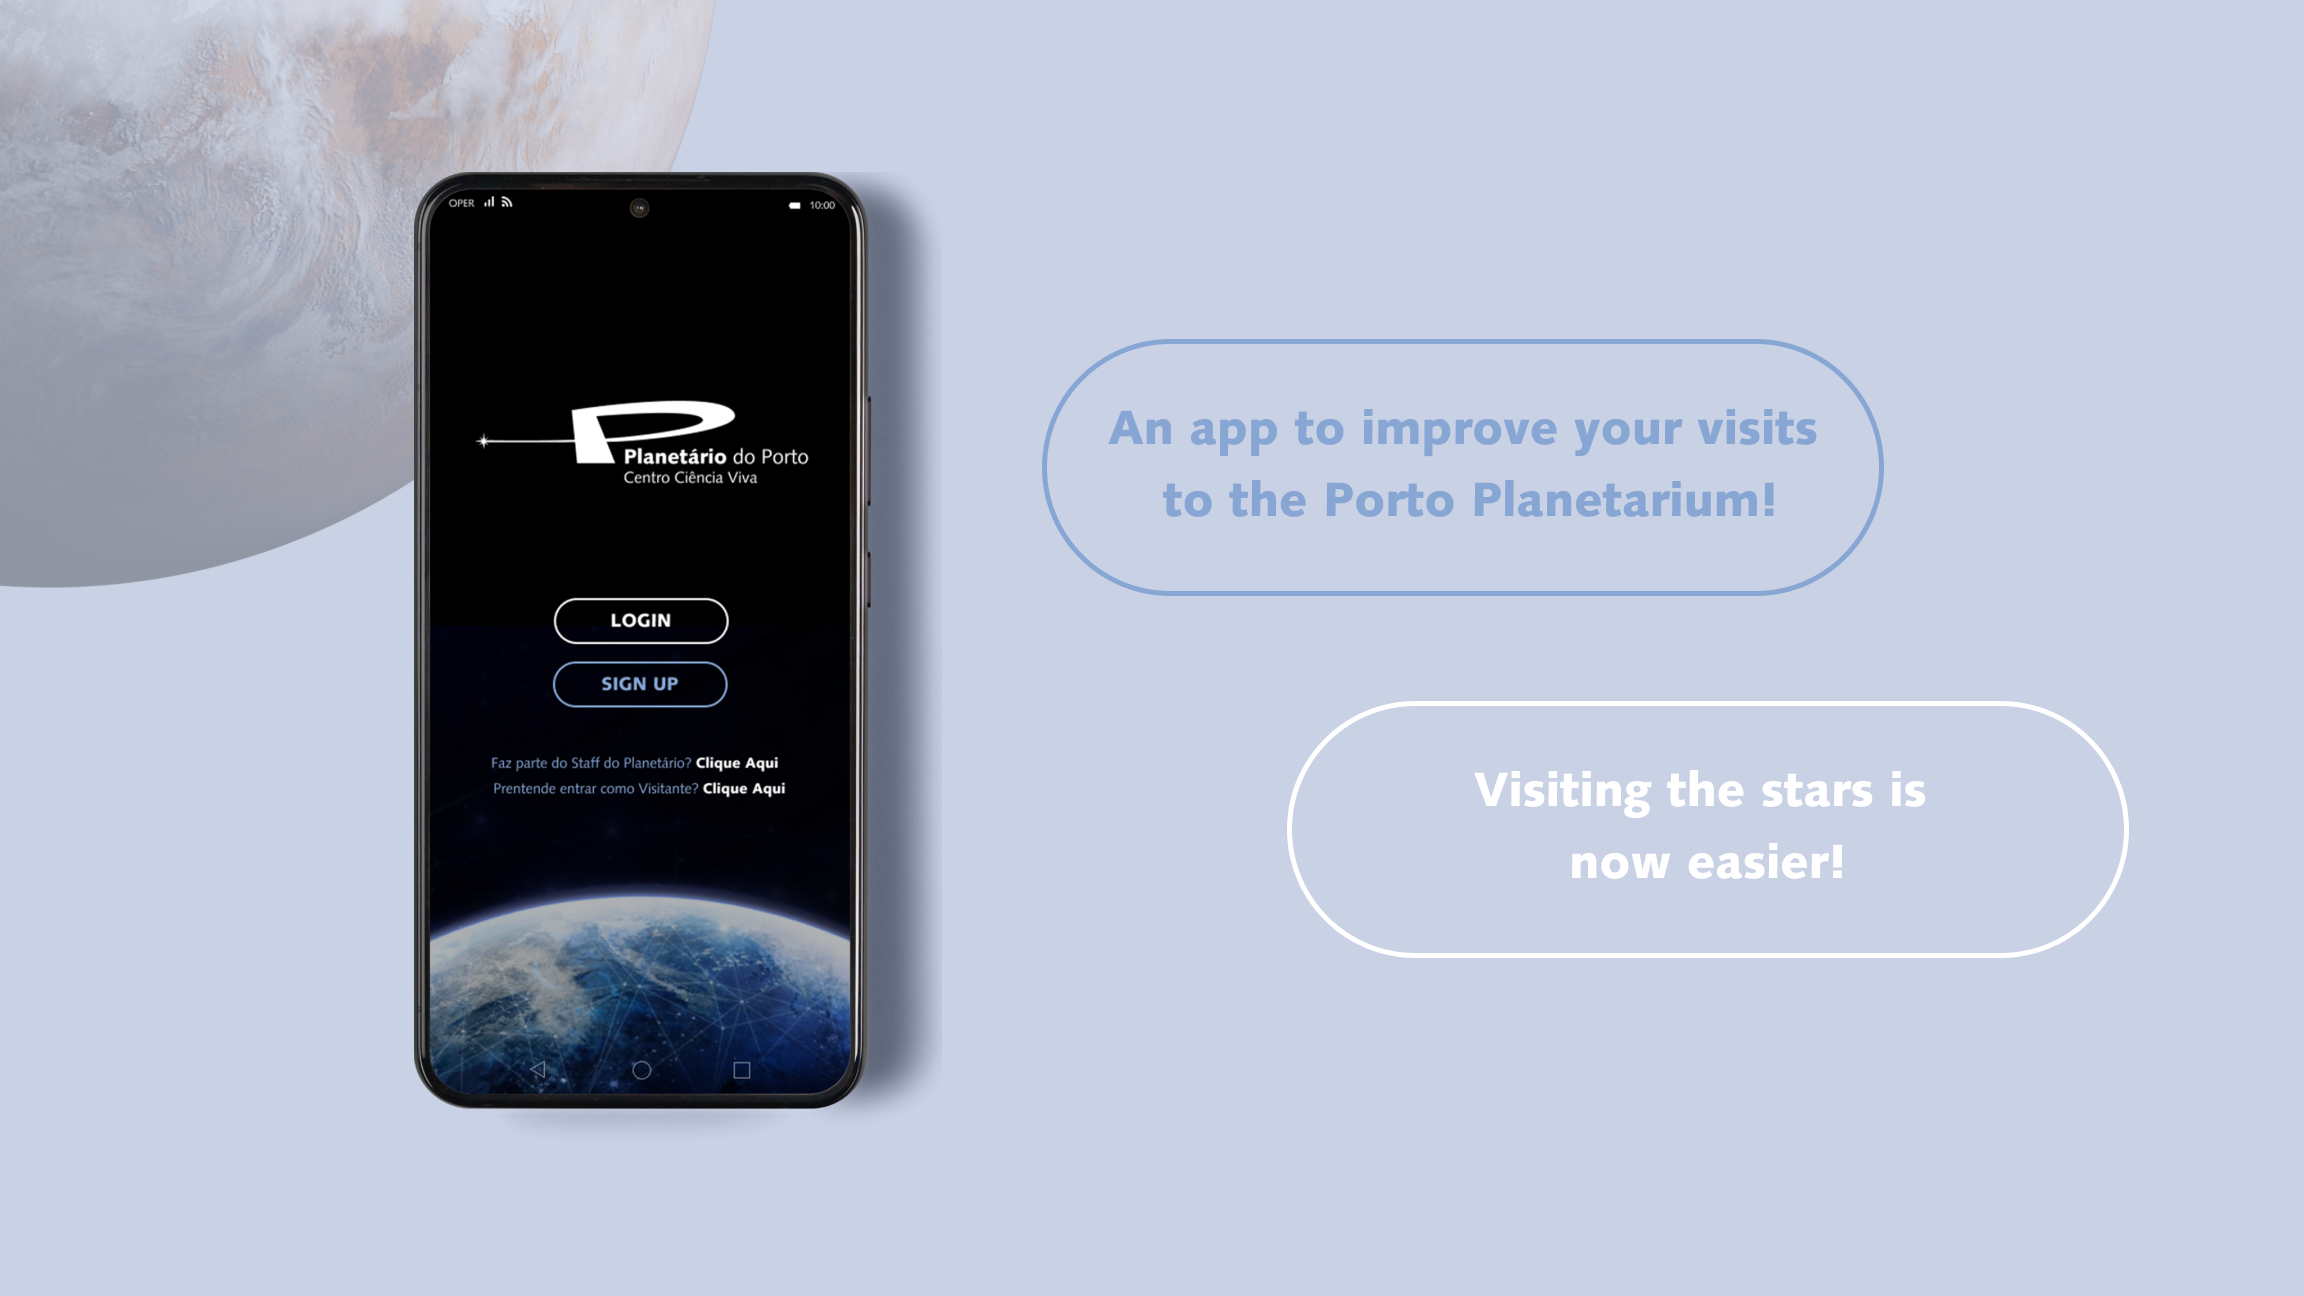 OPER
10:00
Planetário do Porto
Centro Ciência Viva
LOGIN
SIGN UP
Faz parte do Staff do Planetário? Clique Aqui
Prentende entrar como Visitante? Clique Aqui
An app to improve your visits
to the Porto Planetarium!
Visiting the stars is
now easier!